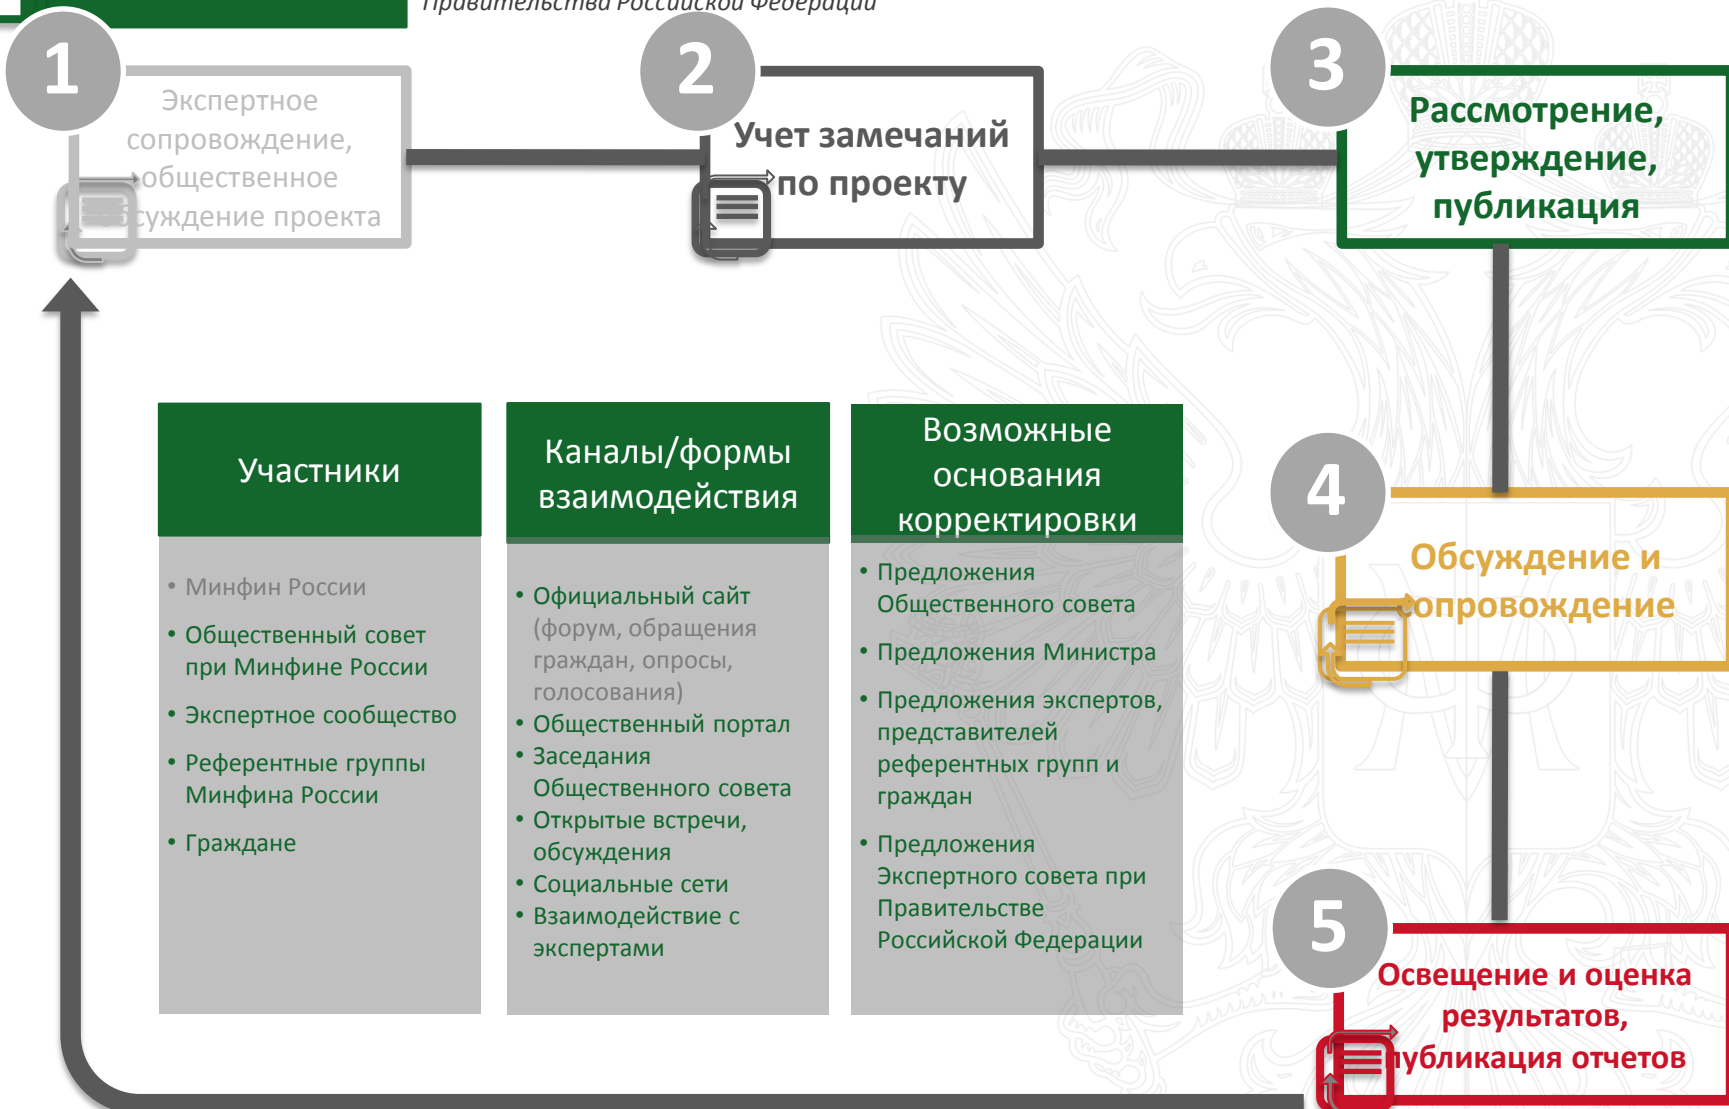 Правительства Российской Федерации
1
Экспертное
сопровождение,
общественное
обсуждение проекта
2
Учет замечаний
по проекту
3
Рассмотрение,
утверждение,
публикация
Участники
• Минфин России
• Общественный совет
при Минфине России
• Экспертное сообщество
• Референтные группы
Минфина России
• Граждане
Каналы/формы
взаимодействия
• Официальный сайт
(форум, обращения
граждан, опросы,
голосования)
• Общественный портал
• Заседания
Общественного совета
• Открытые встречи,
обсуждения
• Социальные сети
• Взаимодействие с
экспертами
Возможные
основания
корректировки
• Предложения
Общественного совета
• Предложения Министра
• Предложения экспертов,
представителей
референтных групп и
граждан
• Предложения
Экспертного совета при
Правительстве
Российской Федерации
4
Обсуждение и
сопровождение
5
Освещение и оценка
результатов,
публикация отчетов